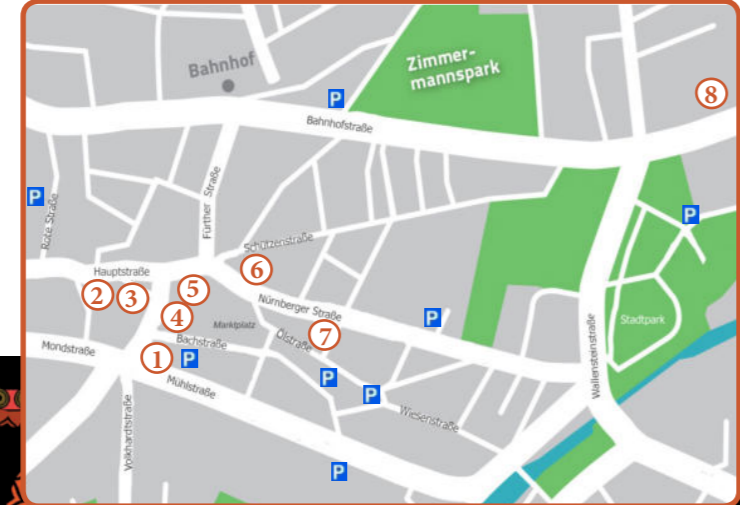 Bahnhof
Zimmer-
mannspark
8
P
Bahnhofstraße
P
Rote Straße
Fürther Straße
P
Schützenstraße
6
Hauptstraße
2
3
5
4
Nürnberger Straße
P
Marktplatz
7
Ölstraße
Stadtpark
Wallensteinstraße
Mondstraße
1
P
Bachstraße
P
Mühlstraße
P
Wiesenstraße
Volkhardtstraße
P